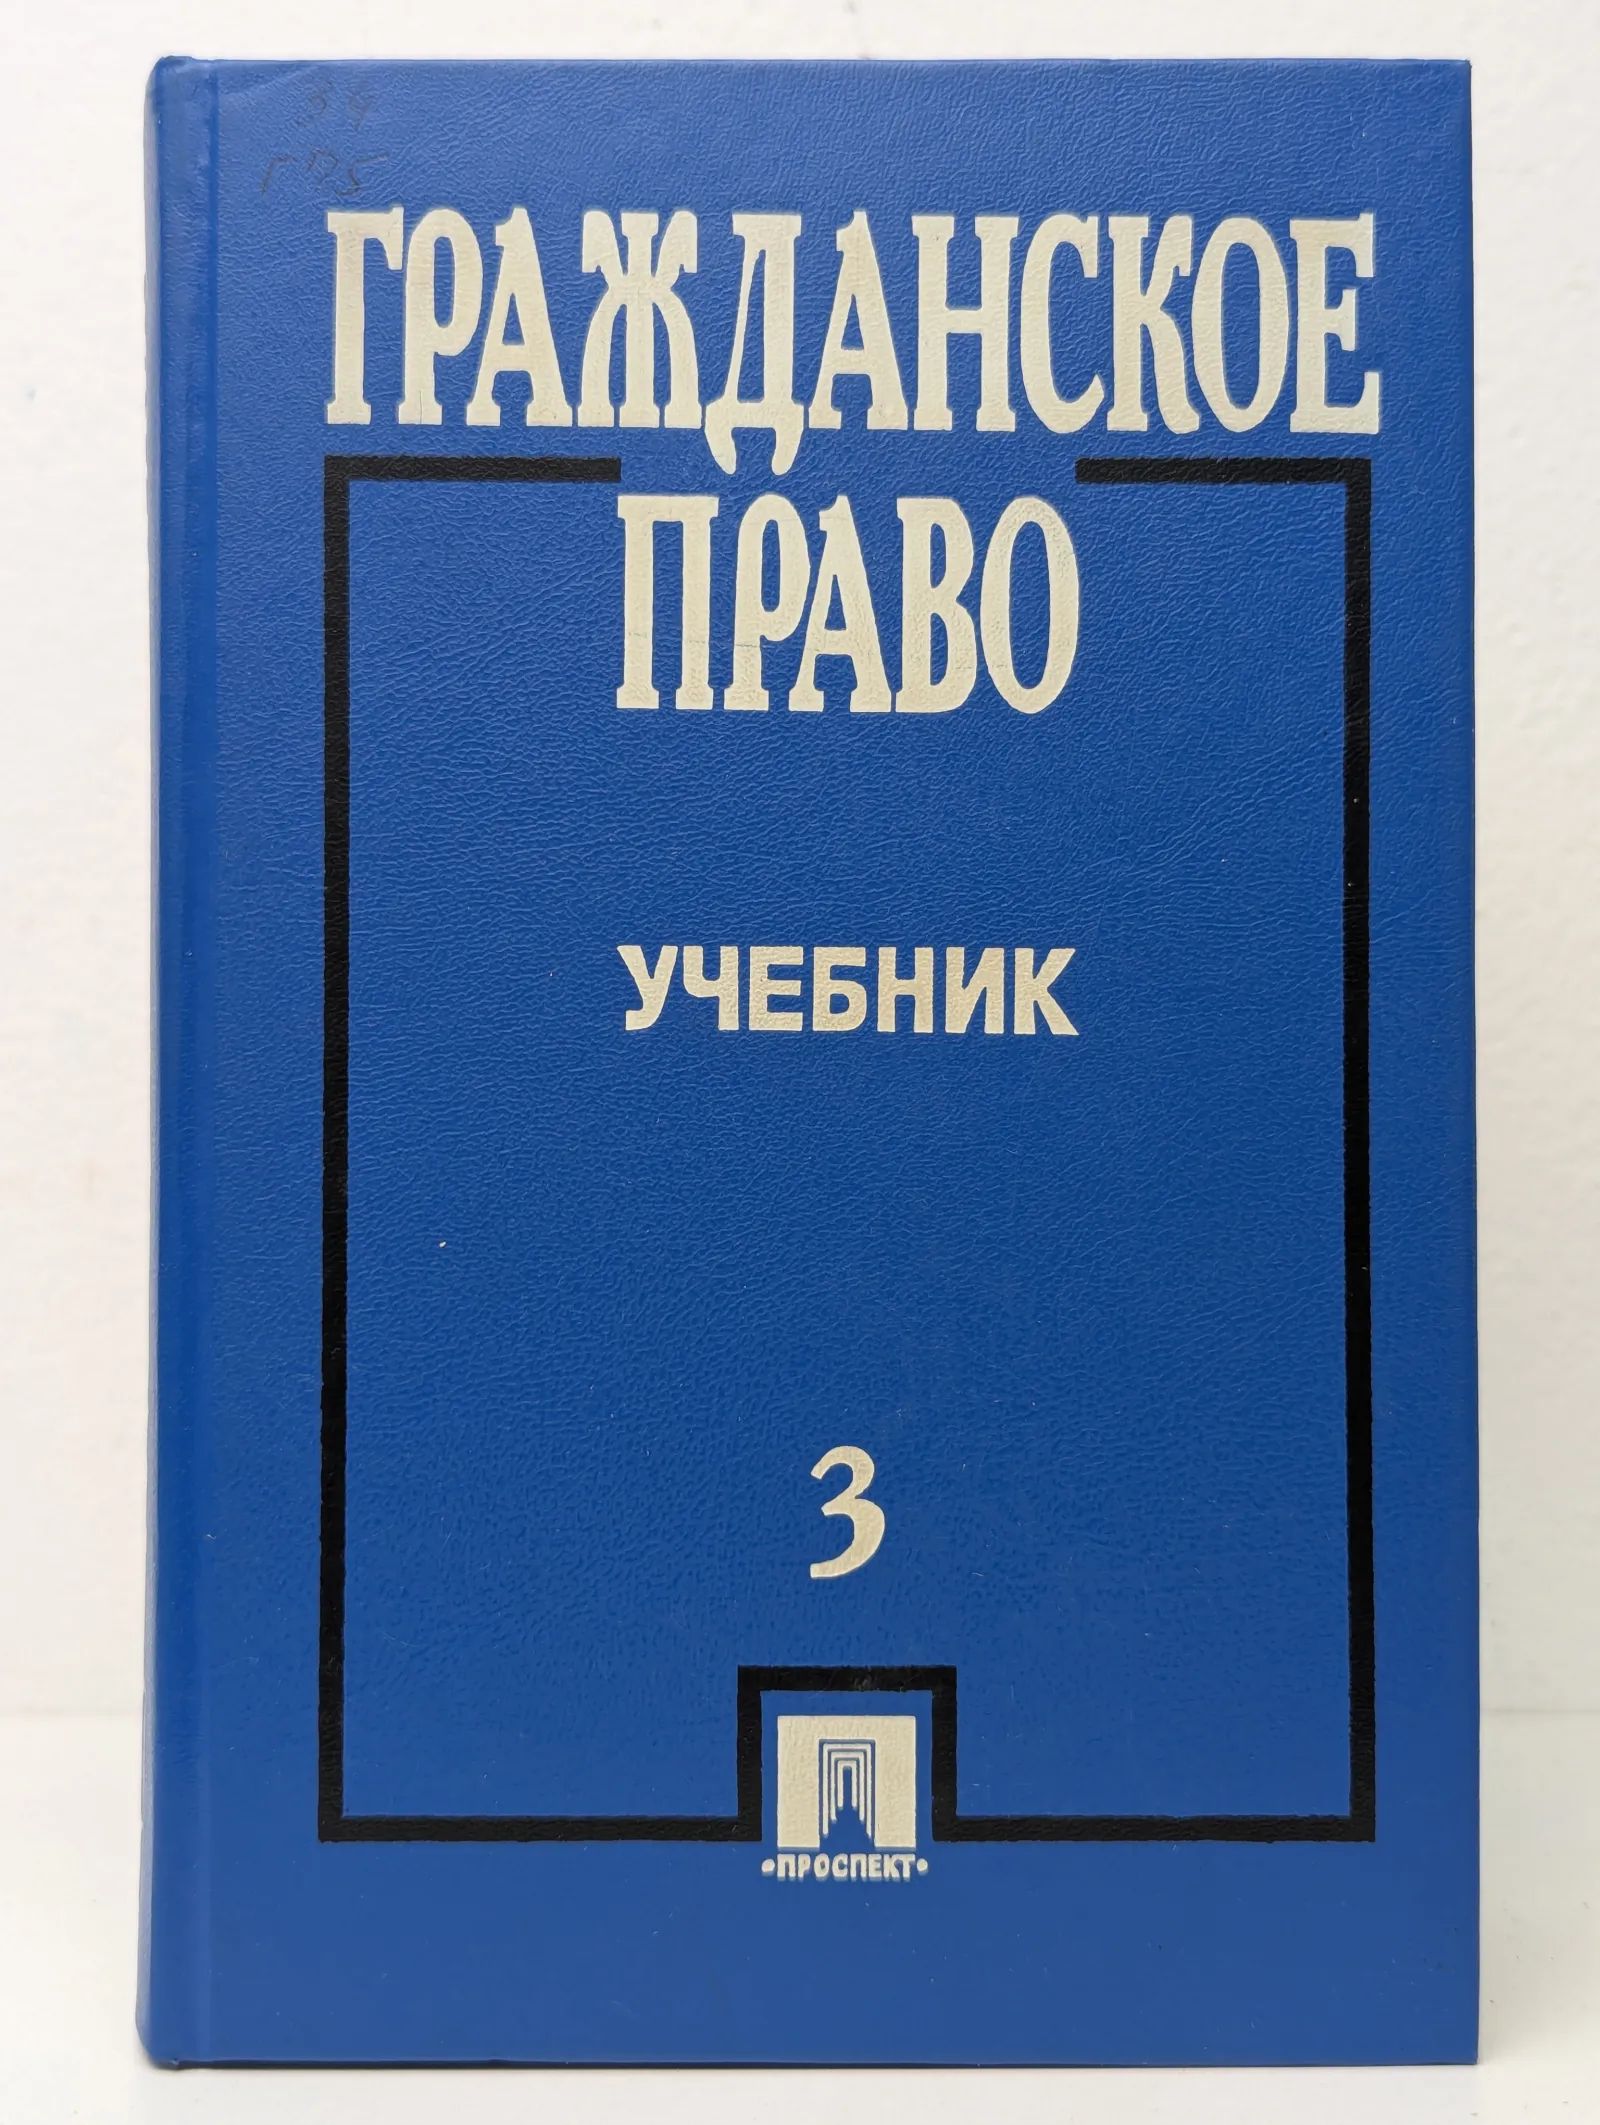 ГРАЖДАНСКОЕ
ПРАВО
УЧЕБНИК
3
•ПРОСПЕКТ•